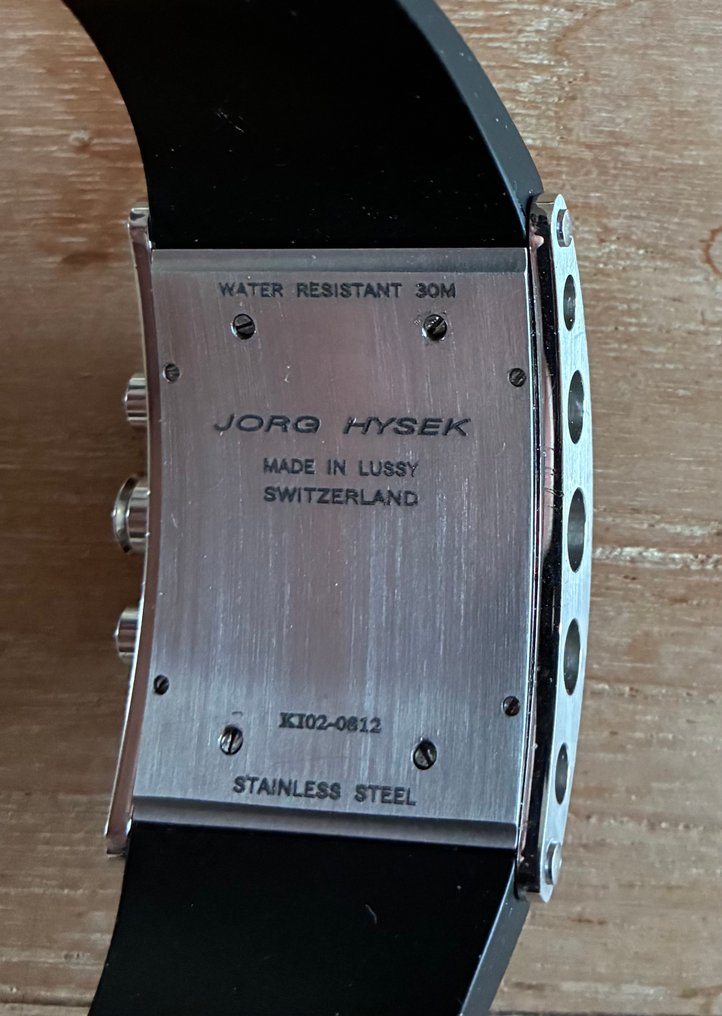 WATER RESISTANT 30M
JORG HYSEK
MADE IN LUSSY
SWITZERLAND
KI02-0612
STAINLESS STEEL